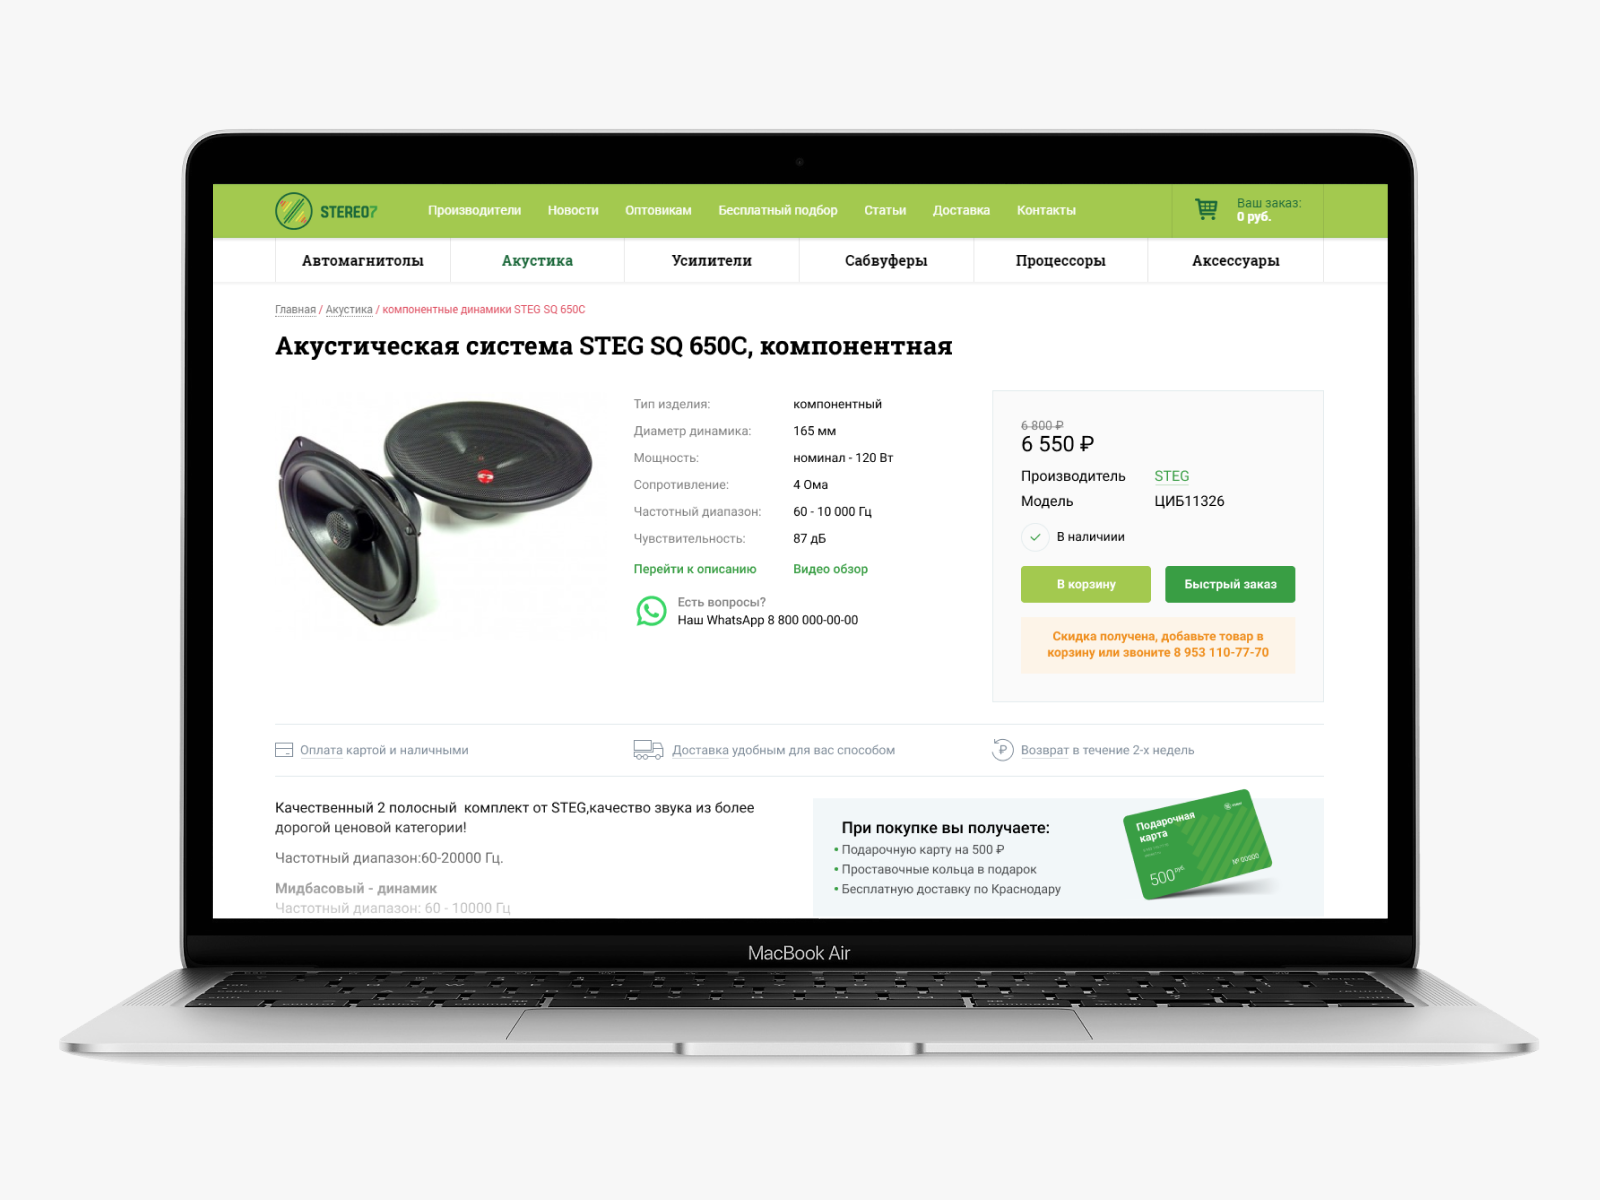 STEREO7
Производители Новости Оптовикам Бесплатный подбор Статьи Доставка Контакты
Ваш заказ:
0 руб.
Автомагнитолы Акустика Усилители Сабвуферы Процессоры Аксессуары
Главная / Акустика / компонентные динамики STEG SQ 650C
Акустическая система STEG SQ 650C, компонентная
Тип изделия: компонентный
Диаметр динамика: 165 мм
Мощность: номинал - 120 Вт
Сопротивление: 4 Ома
Частотный диапазон: 60 - 10 000 Гц
Чувствительность: 87 дБ
Перейти к описанию Видео обзор
Есть вопросы?
Наш WhatsApp 8 800 000-00-00
6 800 ₽
6 550 ₽
Производитель STEG
Модель ЦИБ11326
В наличиии
В корзину Быстрый заказ
Скидка получена, добавьте товар в
корзину или звоните 8 953 110-77-70
Оплата картой и наличными
Доставка удобным для вас способом
Возврат в течение 2-х недель
Качественный 2 полосный комплект от STEG,качество звука из более
дорогой ценовой категории!
Частотный диапазон:60-20000 Гц.
Мидбасовый - динамик
Частотный диапазон: 60 - 10000 Гц
При покупке вы получаете:
• Подарочную карту на 500 ₽
• Проставочные кольца в подарок
• Бесплатную доставку по Краснодару
Подарочная
карта
500 руб.
№ 00000
MacBook Air